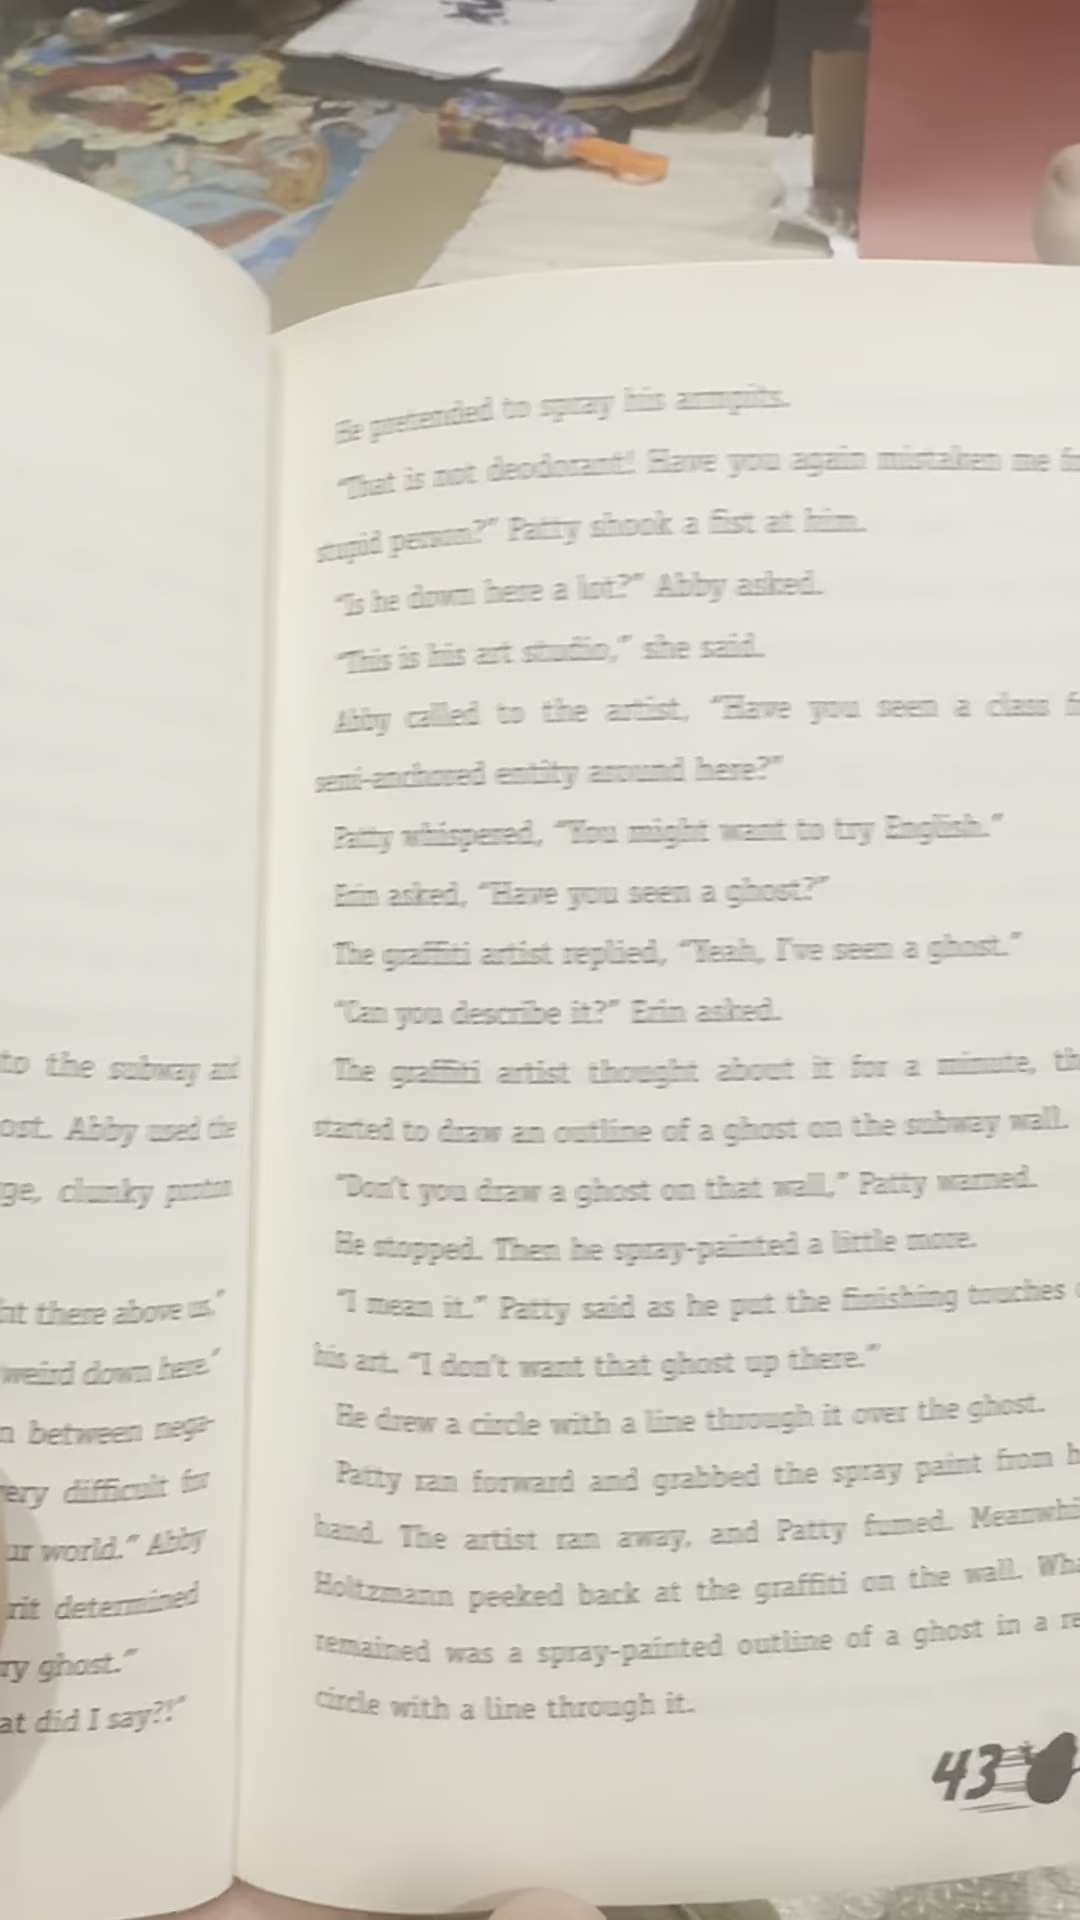 to the subway and
ost. Abby used the
ge, clunky proton
ht there above us."
weird down here."
n between nega-
ery difficult for
ur world." Abby
rit determined
ry ghost."
at did I say?!"
He pretended to spray his armpits.
"That is not deodorant! Have you again mistaken me
stupid person?" Patty shook a fist at him.
"Is he down here a lot?" Abby asked.
"This is his art studio," she said.
Abby called to the artist, "Have you seen a class
semi-anchored entity around here?"
Patty whispered, "You might want to try English."
Erin asked, "Have you seen a ghost?"
The graffiti artist replied, "Yeah, I've seen a ghost."
"Can you describe it?" Erin asked.
The graffiti artist thought about it for a minute, th
started to draw an outline of a ghost on the subway wall.
"Don't you draw a ghost on that wall," Patty warned.
He stopped. Then he spray-painted a little more.
"I mean it." Patty said as he put the finishing touches
his art. "I don't want that ghost up there."
He drew a circle with a line through it over the ghost.
Patty ran forward and grabbed the spray paint from h
hand. The artist ran away, and Patty fumed. Meanwhi
Holtzmann peeked back at the graffiti on the wall. Wha
remained was a spray-painted outline of a ghost in a re
circle with a line through it.
43